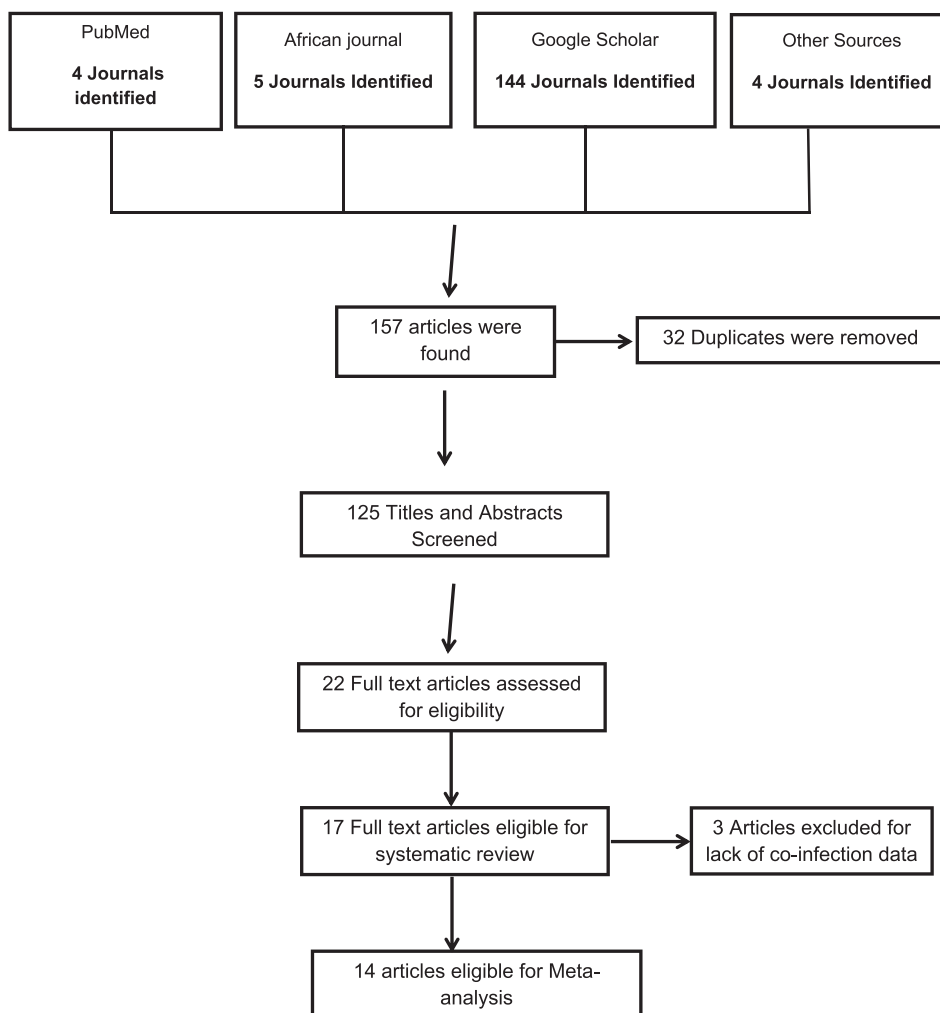 PubMed
4 Journals
identified
African journal
5 Journals Identified
Google Scholar
144 Journals Identified
Other Sources
4 Journals Identified
157 articles were
found
32 Duplicates were removed
125 Titles and Abstracts
Screened
22 Full text articles assessed
for eligibility
17 Full text articles eligible for
systematic review
3 Articles excluded for
lack of co-infection data
14 articles eligible for Meta-
analysis